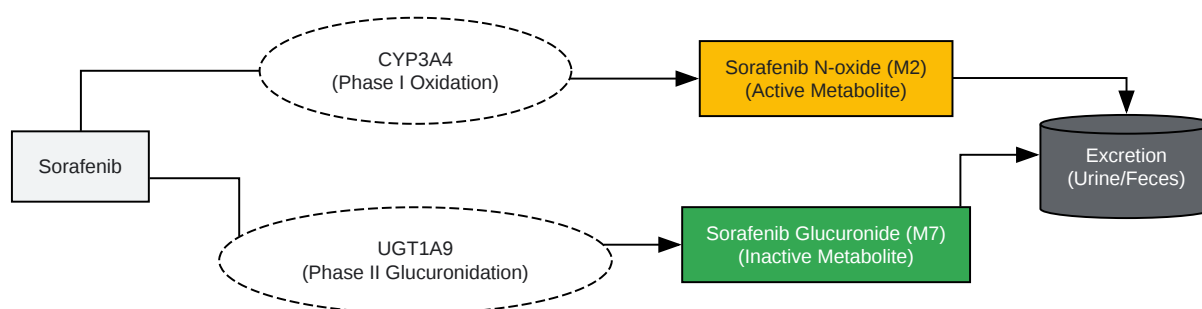 Sorafenib
CYP3A4
(Phase I Oxidation)
Sorafenib N-oxide (M2)
(Active Metabolite)
UGT1A9
(Phase II Glucuronidation)
Sorafenib Glucuronide (M7)
(Inactive Metabolite)
Excretion
(Urine/Feces)